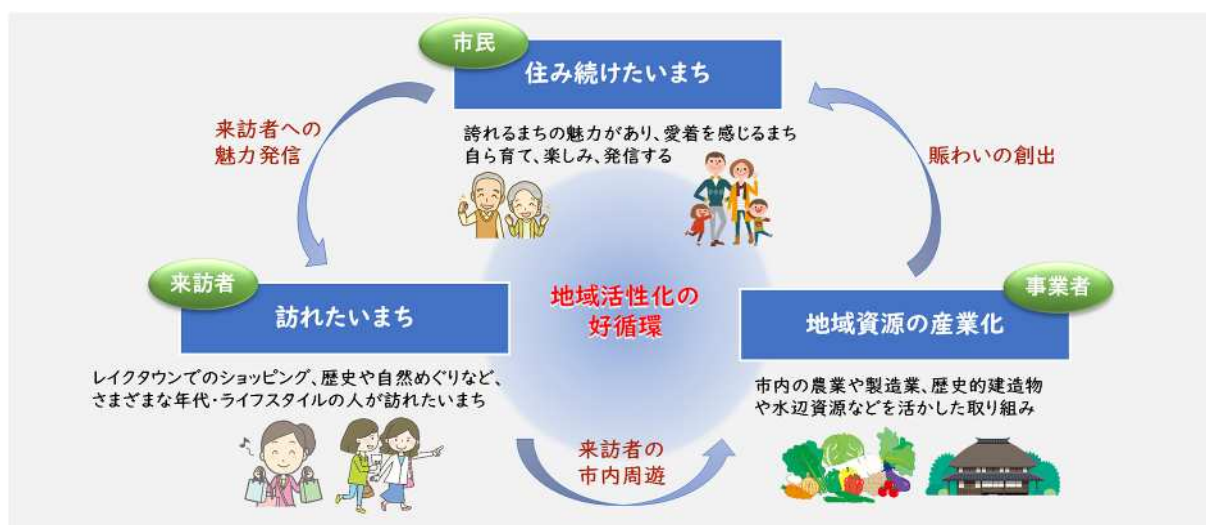 市民
住み続けたいまち
誇れるまちの魅力があり、愛着を感じるまち
自ら育て、楽しみ、発信する
来訪者への
魅力発信
賑わいの創出
地域活性化の
好循環
来訪者
訪れたいまち
レイクタウンでのショッピング、歴史や自然めぐりなど、
さまざまな年代・ライフスタイルの人が訪れたいまち
来訪者の
市内周遊
事業者
地域資源の産業化
市内の農業や製造業、歴史的建造物
や水辺資源などを活かした取り組み